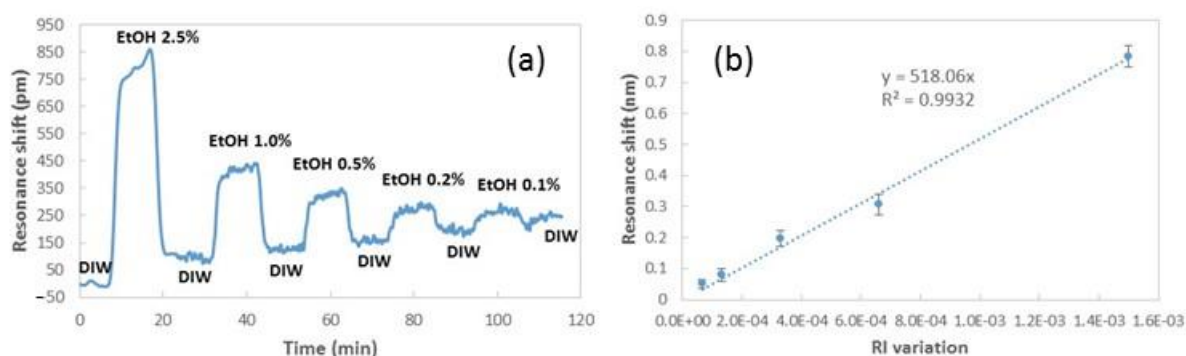 950
850
750
650
550
450
350
250
150
50
−50
Resonance shift (pm)
EtOH 2.5%
(a)
EtOH 1.0%
EtOH 0.5%
EtOH 0.2%
EtOH 0.1%
DIW
DIW
DIW
DIW
DIW
DIW
0 20 40 60 80 100 120
Time (min)
0.9
0.8
0.7
0.6
0.5
0.4
0.3
0.2
0.1
0
Resonance shift (nm)
(b)
y = 518.06x
R² = 0.9932
0.0E+00 2.0E-04 4.0E-04 6.0E-04 8.0E-04 1.0E-03 1.2E-03 1.4E-03 1.6E-03
RI variation